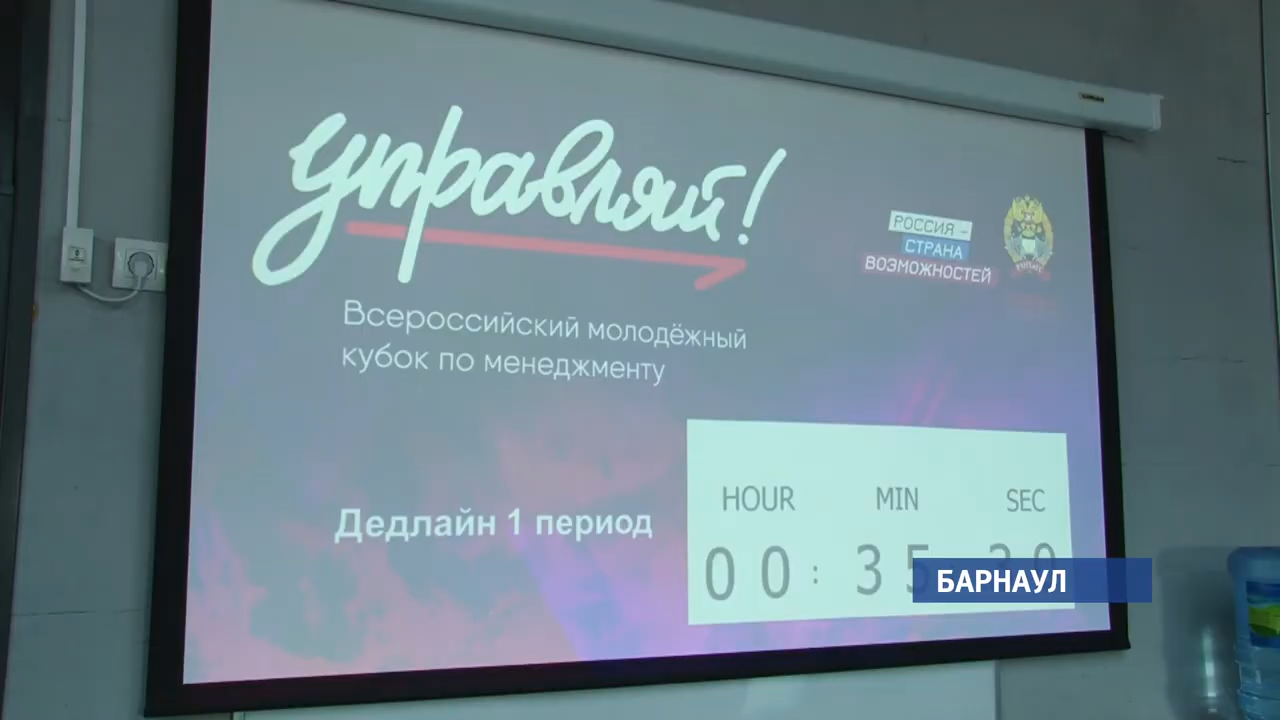 управляй!
РОССИЯ –
СТРАНА
ВОЗМОЖНОСТЕЙ
Всероссийский молодёжный
кубок по менеджменту
Дедлайн 1 период
HOUR MIN SEC
00 : 35
БАРНАУЛ